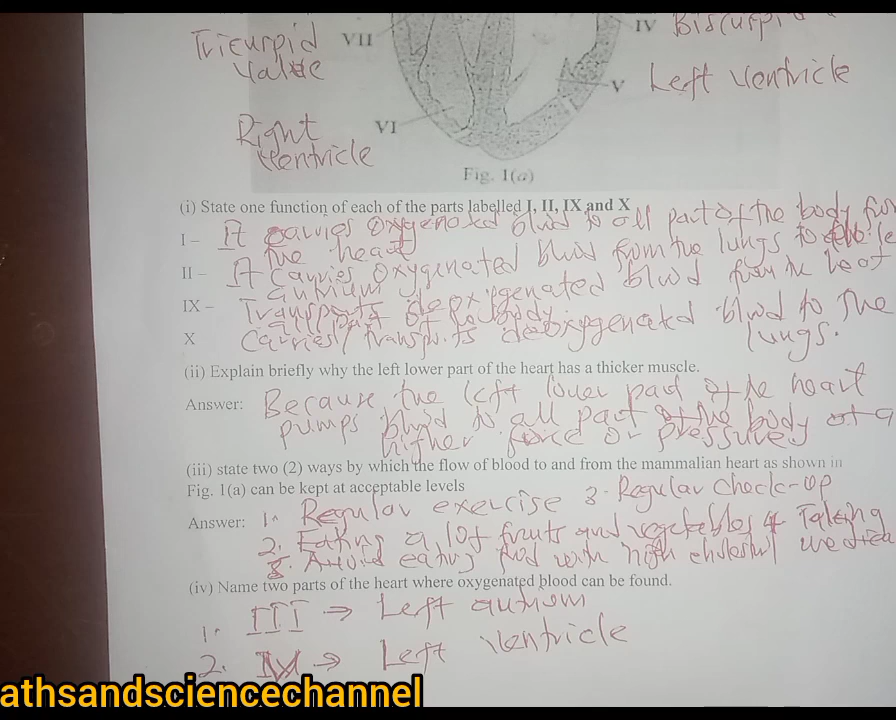 IV Biscuspi
Tricuspid VII
Valve
V Left Ventricle
Right VI
Ventricle
Fig. 1(a)
(i) State one function of each of the parts labelled I, II, IX and X
I – It carries oxygenated blood to all part of the body from
the heart
II – It carries oxygenated blood from the lungs to the le
autrium
IX – Transports deoxygenated blood from the heat
body
X Carries/transports deoxygenated blood to the
lungs.
(ii) Explain briefly why the left lower part of the heart has a thicker muscle.
Answer: Because the left lower part of the heart
pumps blood to all part of the body at a
higher force or pressure
(iii) state two (2) ways by which the flow of blood to and from the mammalian heart as shown in
Fig. 1(a) can be kept at acceptable levels
Answer: 1. Regular exercise 3. Regular check-up
2. Eating a lot fruits and vegetables 4 Taking
3. Avoid eating food with high cholesterol
(iv) Name two parts of the heart where oxygenated blood can be found.
1. III → Left autrium
2. IV → Left Ventricle
athsandsciencechannel